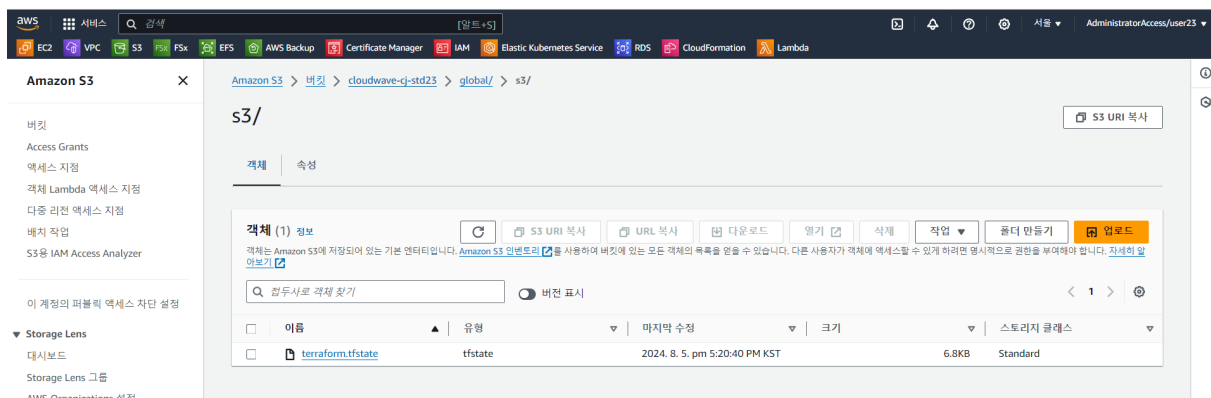 aws 서비스 검색 [알트+S] 서울 ▼ AdministratorAccess/user23 ▼
EC2 VPC S3 FSx FSx EFS AWS Backup Certificate Manager IAM Elastic Kubernetes Service RDS CloudFormation Lambda
Amazon S3
버킷
Access Grants
액세스 지점
객체 Lambda 액세스 지점
다중 리전 액세스 지점
배치 작업
S3용 IAM Access Analyzer
이 계정의 퍼블릭 액세스 차단 설정
▼ Storage Lens
대시보드
Storage Lens 그룹
AWS Organizations 설정
Amazon S3 > 버킷 > cloudwave-cj-std23 > global/ > s3/
s3/
S3 URI 복사
객체 속성
객체 (1) 정보
S3 URI 복사 URL 복사 다운로드 열기 삭제 작업 ▼ 폴더 만들기 업로드
객체는 Amazon S3에 저장되어 있는 기본 엔터티입니다. Amazon S3 인벤토리를 사용하여 버킷에 있는 모든 객체의 목록을 얻을 수 있습니다. 다른 사용자가 객체에 액세스할 수 있게 하려면 명시적으로 권한을 부여해야 합니다. 자세히 알
아보기
접두사로 객체 찾기 버전 표시 < 1 >
이름 ▲ 유형 ▽ 마지막 수정 ▽ 크기 ▽ 스토리지 클래스 ▽
terraform.tfstate tfstate 2024. 8. 5. pm 5:20:40 PM KST 6.8KB Standard